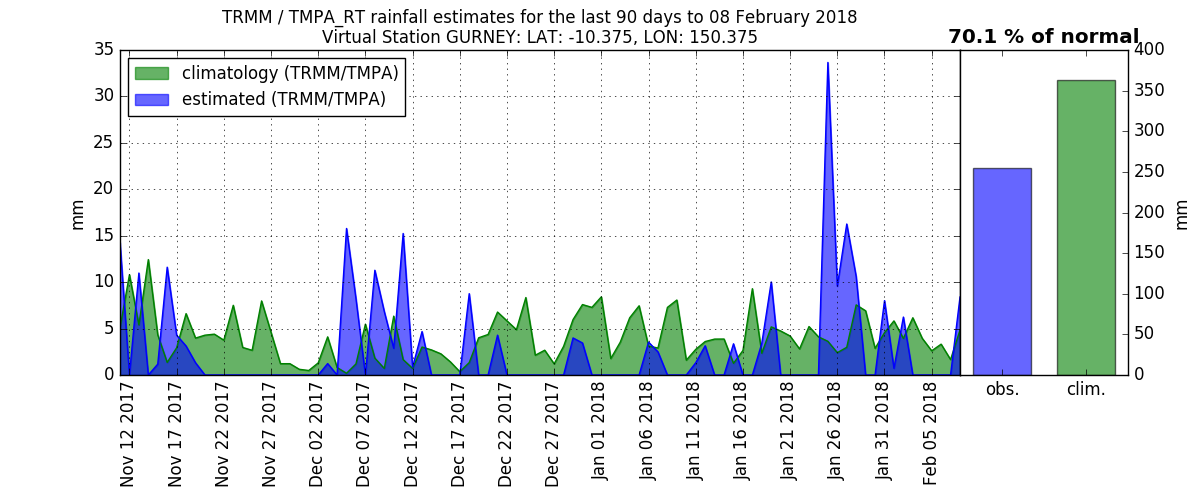 TRMM / TMPA_RT rainfall estimates for the last 90 days to 08 February 2018
Virtual Station GURNEY: LAT: -10.375, LON: 150.375
70.1 % of normal
climatology (TRMM/TMPA)
estimated (TRMM/TMPA)
mm
35
30
25
20
15
10
5
0
Nov 12 2017
Nov 17 2017
Nov 22 2017
Nov 27 2017
Dec 02 2017
Dec 07 2017
Dec 12 2017
Dec 17 2017
Dec 22 2017
Dec 27 2017
Jan 01 2018
Jan 06 2018
Jan 11 2018
Jan 16 2018
Jan 21 2018
Jan 26 2018
Jan 31 2018
Feb 05 2018
obs.
clim.
400
350
300
250
200
150
100
50
0
mm